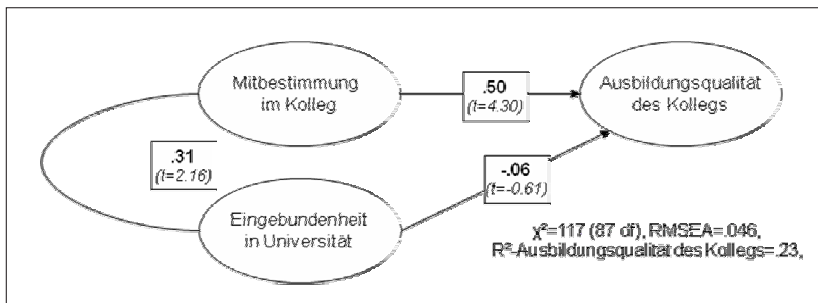 Mitbestimmung
im Kolleg
.50
(t=4.30)
Ausbildungsqualität
des Kollegs
.31
(t=2.16)
-.06
(t=-0.61)
Eingebundenheit
in Universität
χ²=117 (87 df), RMSEA=.046,
R²-Ausbildungsqualität des Kollegs=.23,